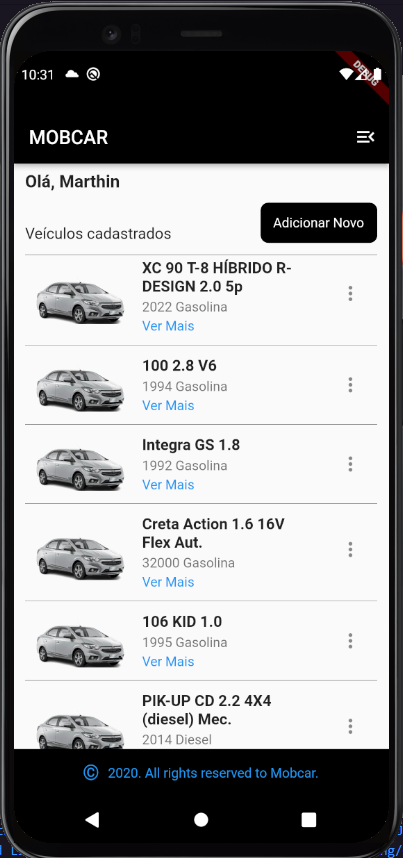 10:31
DEBUG
MOBCAR
Olá, Marthin
Veículos cadastrados
Adicionar Novo
XC 90 T-8 HÍBRIDO R-
DESIGN 2.0 5p
2022 Gasolina
Ver Mais
100 2.8 V6
1994 Gasolina
Ver Mais
Integra GS 1.8
1992 Gasolina
Ver Mais
Creta Action 1.6 16V
Flex Aut.
32000 Gasolina
Ver Mais
106 KID 1.0
1995 Gasolina
Ver Mais
PIK-UP CD 2.2 4X4
(diesel) Mec.
2014 Diesel
© 2020. All rights reserved to Mobcar.